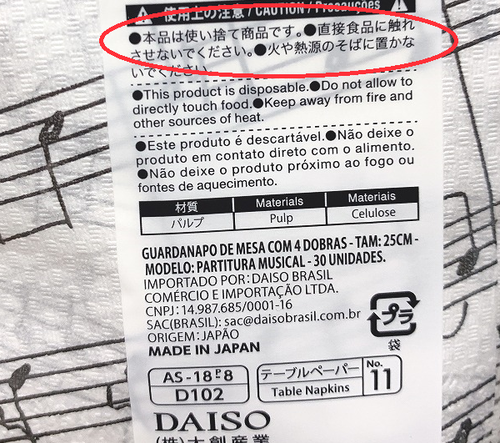 使用上の注意 / CAUTION / Precauções
●本品は使い捨て商品です。●直接食品に触れ
させないでください。●火や熱源のそばに置かな
いでください。
●This product is disposable.●Do not allow to
directly touch food.●Keep away from fire and
other sources of heat.
●Este produto é descartável.●Não deixe o
produto em contato direto com o alimento.
●Não deixe o produto próximo ao fogo ou
fontes de aquecimento.
材質 Materials Materiais
パルプ Pulp Celulose
GUARDANAPO DE MESA COM 4 DOBRAS - TAM: 25CM -
MODELO: PARTITURA MUSICAL - 30 UNIDADES.
IMPORTADO POR: DAISO BRASIL
COMÉRCIO E IMPORTAÇÃO LTDA.
CNPJ: 14.987.685/0001-16
SAC(BRASIL): sac@daisobrasil.com.br
ORIGEM: JAPÃO
MADE IN JAPAN
プラ
袋
AS-18 P 8
D102
テーブルペーパー
Table Napkins
No.
11
DAISO
(株)大創産業